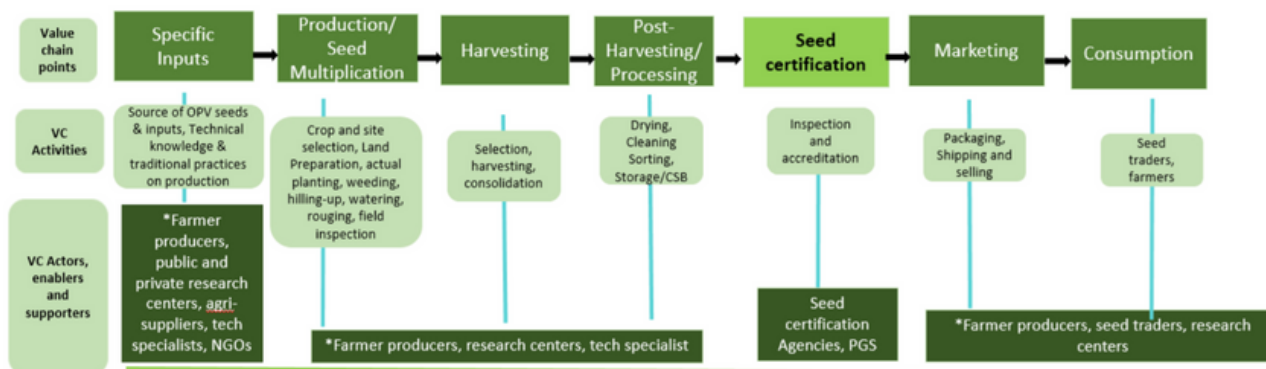 Value
chain
points
Specific
Inputs
Production/
Seed
Multiplication
Harvesting
Post-
Harvesting/
Processing
Seed
certification
Marketing
Consumption
VC
Activities
Source of OPV seeds
& inputs, Technical
knowledge &
traditional practices
on production
Crop and site
selection, Land
Preparation, actual
planting, weeding,
hilling-up, watering,
rouging, field
inspection
Selection,
harvesting,
consolidation
Drying,
Cleaning
Sorting,
Storage/CSB
Inspection
and
accreditation
Packaging,
Shipping and
selling
Seed
traders,
farmers
VC Actors,
enablers
and
supporters
*Farmer
producers,
public and
private research
centers, agri-
suppliers, tech
specialists, NGOs
*Farmer producers, research centers, tech specialist
Seed
certification
Agencies, PGS
*Farmer producers, seed traders, research
centers